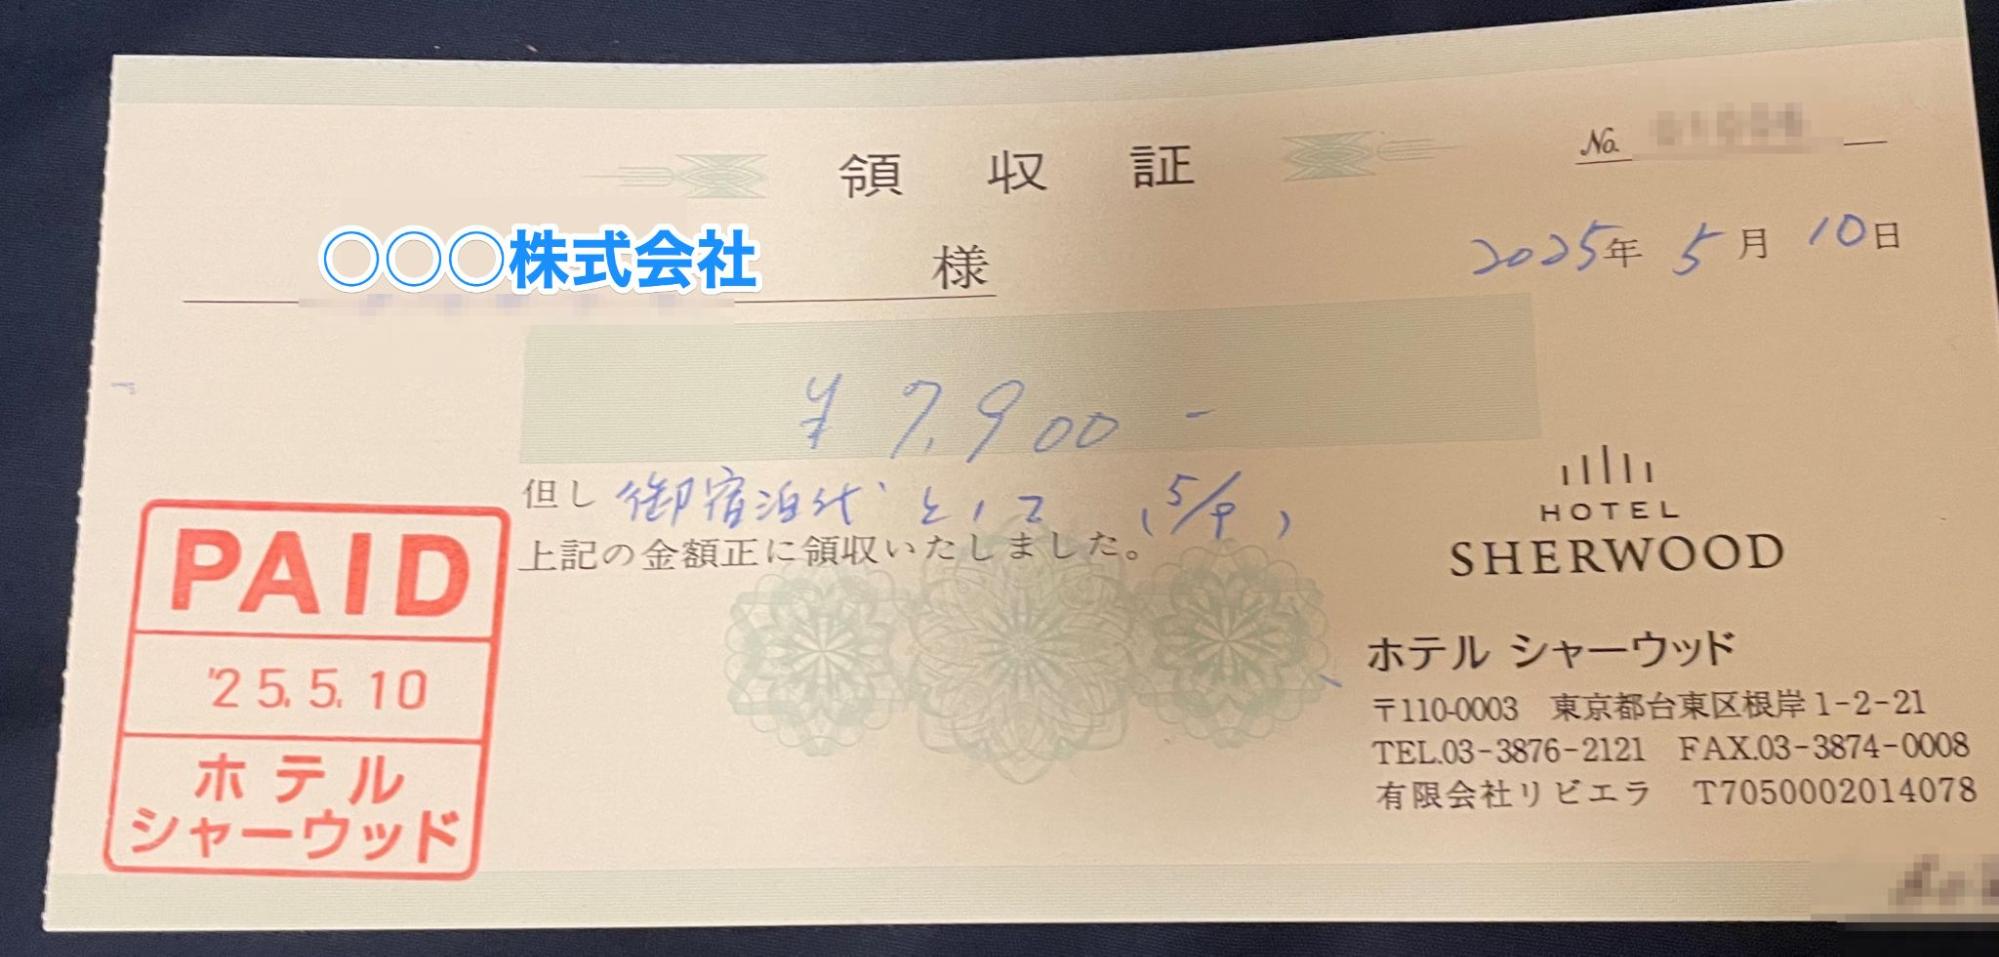 領収証
No.
○○○株式会社 様
2025年 5月 10日
¥7,900-
但し 御宿泊代として (5/9)
上記の金額正に領収いたしました。
PAID
'25.5.10
ホテル
シャーウッド
HOTEL
SHERWOOD
ホテル シャーウッド
〒110-0003 東京都台東区根岸1-2-21
TEL.03-3876-2121 FAX.03-3874-0008
有限会社リビエラ T7050002014078